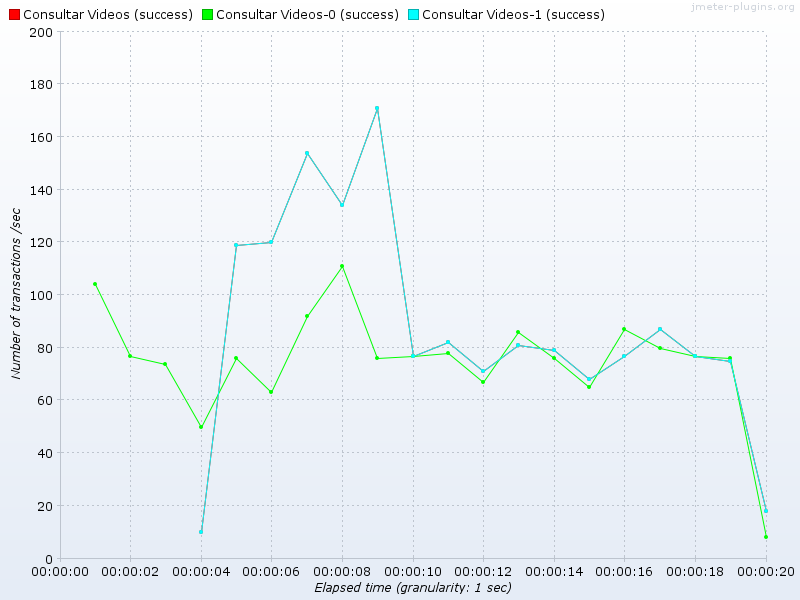 jmeter-plugins.org
Consultar Videos (success) Consultar Videos-0 (success) Consultar Videos-1 (success)
200
180
160
140
120
100
80
60
40
20
0
Number of transactions /sec
00:00:00 00:00:02 00:00:04 00:00:06 00:00:08 00:00:10 00:00:12 00:00:14 00:00:16 00:00:18 00:00:20
Elapsed time (granularity: 1 sec)